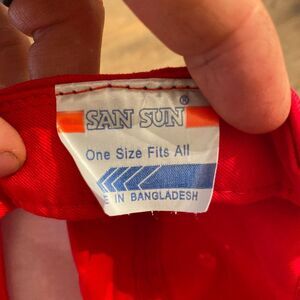 SAN SUN®
One Size Fits All
E IN BANGLADESH